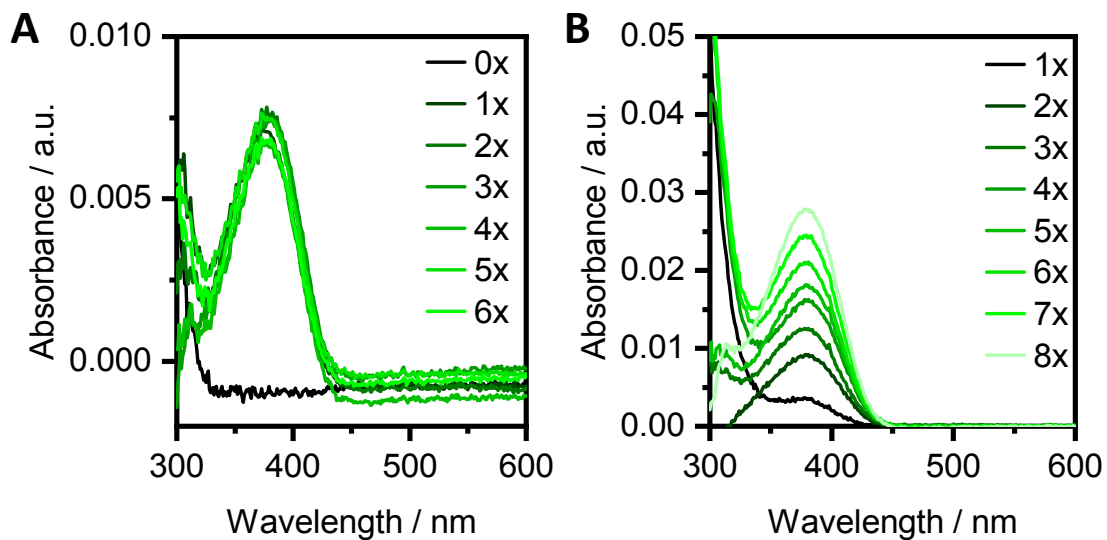 A
0.010
0.005
0.000
Absorbance / a.u.
300
400
500
600
Wavelength / nm
0x
1x
2x
3x
4x
5x
6x
B
0.05
0.04
0.03
0.02
0.01
0.00
Absorbance / a.u.
300
400
500
600
Wavelength / nm
1x
2x
3x
4x
5x
6x
7x
8x